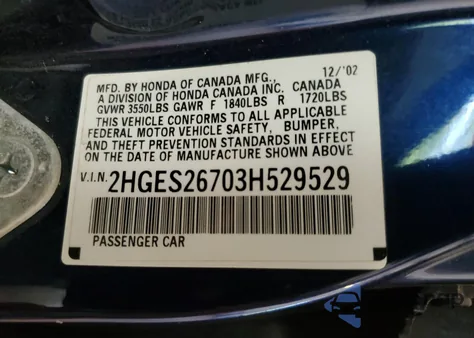 12/'02
MFD. BY HONDA OF CANADA MFG.,
A DIVISION OF HONDA CANADA INC. CANADA
GVWR 3550LBS GAWR F 1840LBS R 1720LBS
THIS VEHICLE CONFORMS TO ALL APPLICABLE
FEDERAL MOTOR VEHICLE SAFETY, BUMPER,
AND THEFT PREVENTION STANDARDS IN EFFECT
ON THE DATE OF MANUFACTURE SHOWN ABOVE
V.I.N. 2HGES26703H529529
PASSENGER CAR